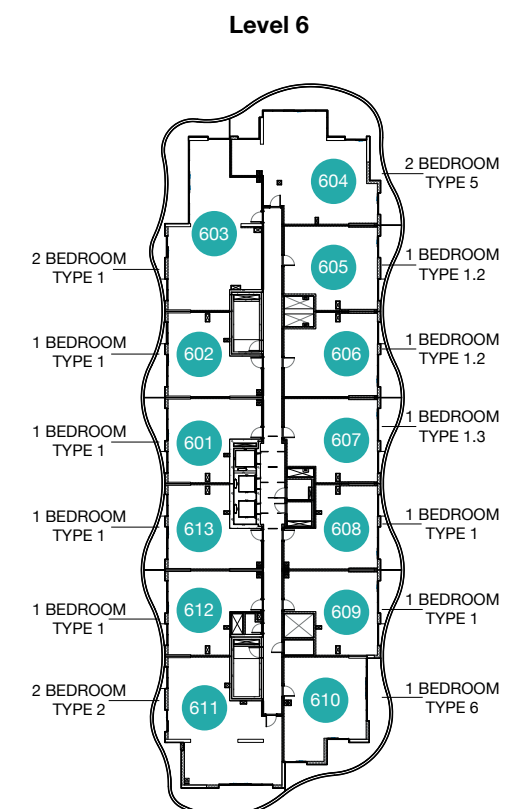 Level 6
604
2 BEDROOM
TYPE 5
603
2 BEDROOM
TYPE 1
605
1 BEDROOM
TYPE 1.2
602
1 BEDROOM
TYPE 1
606
1 BEDROOM
TYPE 1.2
601
1 BEDROOM
TYPE 1
607
1 BEDROOM
TYPE 1.3
613
1 BEDROOM
TYPE 1
608
1 BEDROOM
TYPE 1
612
1 BEDROOM
TYPE 1
609
1 BEDROOM
TYPE 1
611
2 BEDROOM
TYPE 2
610
1 BEDROOM
TYPE 6